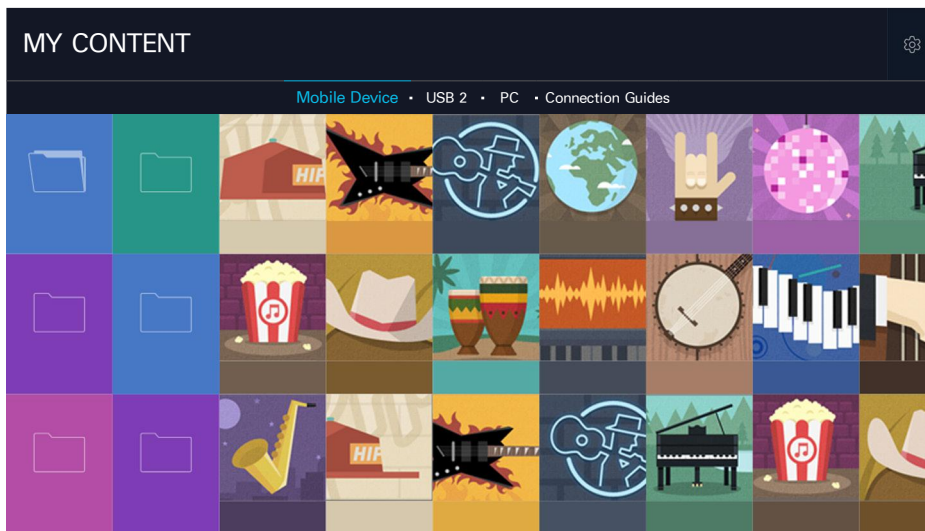 MY CONTENT
Mobile Device • USB 2 • PC • Connection Guides
HIP
HIP